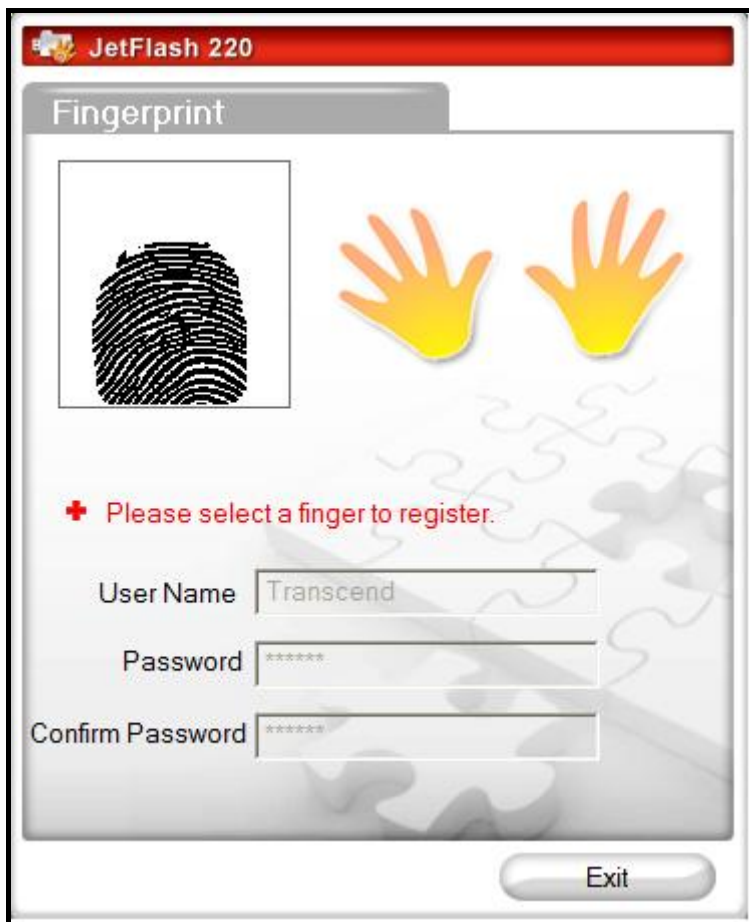 JetFlash 220
Fingerprint
Please select a finger to register.
User Name Transcend
Password ******
Confirm Password ******
Exit